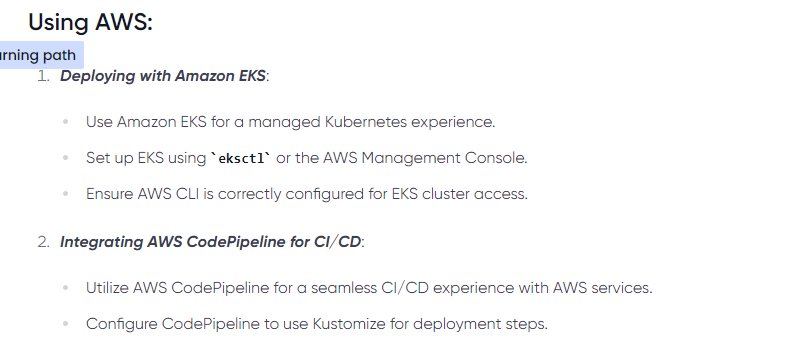 Using AWS:
rning path
1. Deploying with Amazon EKS:
Use Amazon EKS for a managed Kubernetes experience.
Set up EKS using `eksctl` or the AWS Management Console.
Ensure AWS CLI is correctly configured for EKS cluster access.
2. Integrating AWS CodePipeline for CI/CD:
Utilize AWS CodePipeline for a seamless CI/CD experience with AWS services.
Configure CodePipeline to use Kustomize for deployment steps.